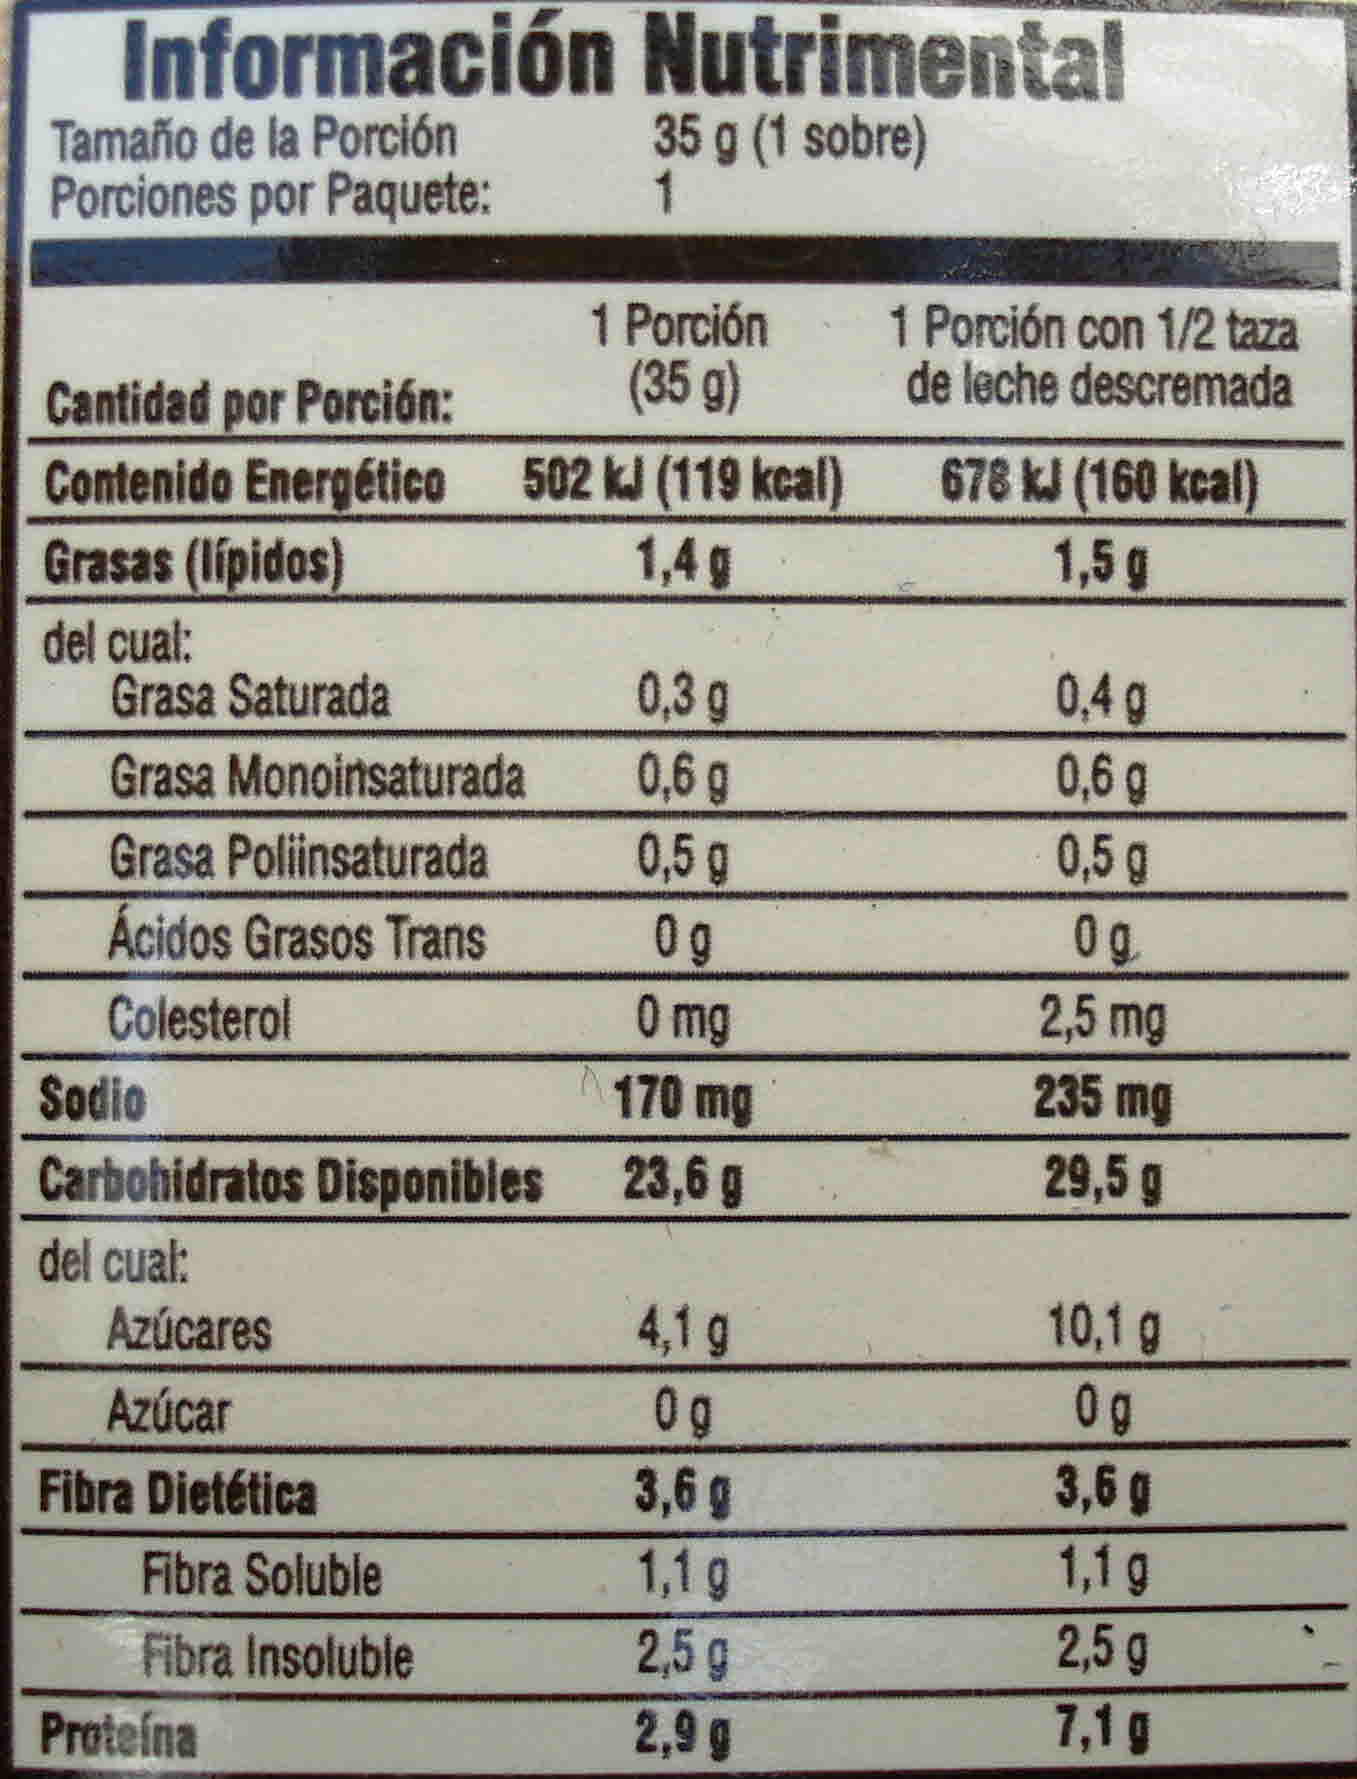 Información Nutrimental
Tamaño de la Porción 35 g (1 sobre)
Porciones por Paquete: 1
1 Porción 1 Porción con 1/2 taza
(35 g) de leche descremada
Cantidad por Porción:
Contenido Energético 502 kJ (119 kcal) 678 kJ (160 kcal)
Grasas (lípidos) 1,4 g 1,5 g
del cual:
Grasa Saturada 0,3 g 0,4 g
Grasa Monoinsaturada 0,6 g 0,6 g
Grasa Poliinsaturada 0,5 g 0,5 g
Ácidos Grasos Trans 0 g 0 g
Colesterol 0 mg 2,5 mg
Sodio 170 mg 235 mg
Carbohidratos Disponibles 23,6 g 29,5 g
del cual:
Azúcares 4,1 g 10,1 g
Azúcar 0 g 0 g
Fibra Dietética 3,6 g 3,6 g
Fibra Soluble 1,1 g 1,1 g
Fibra Insoluble 2,5 g 2,5 g
Proteína 2,9 g 7,1 g